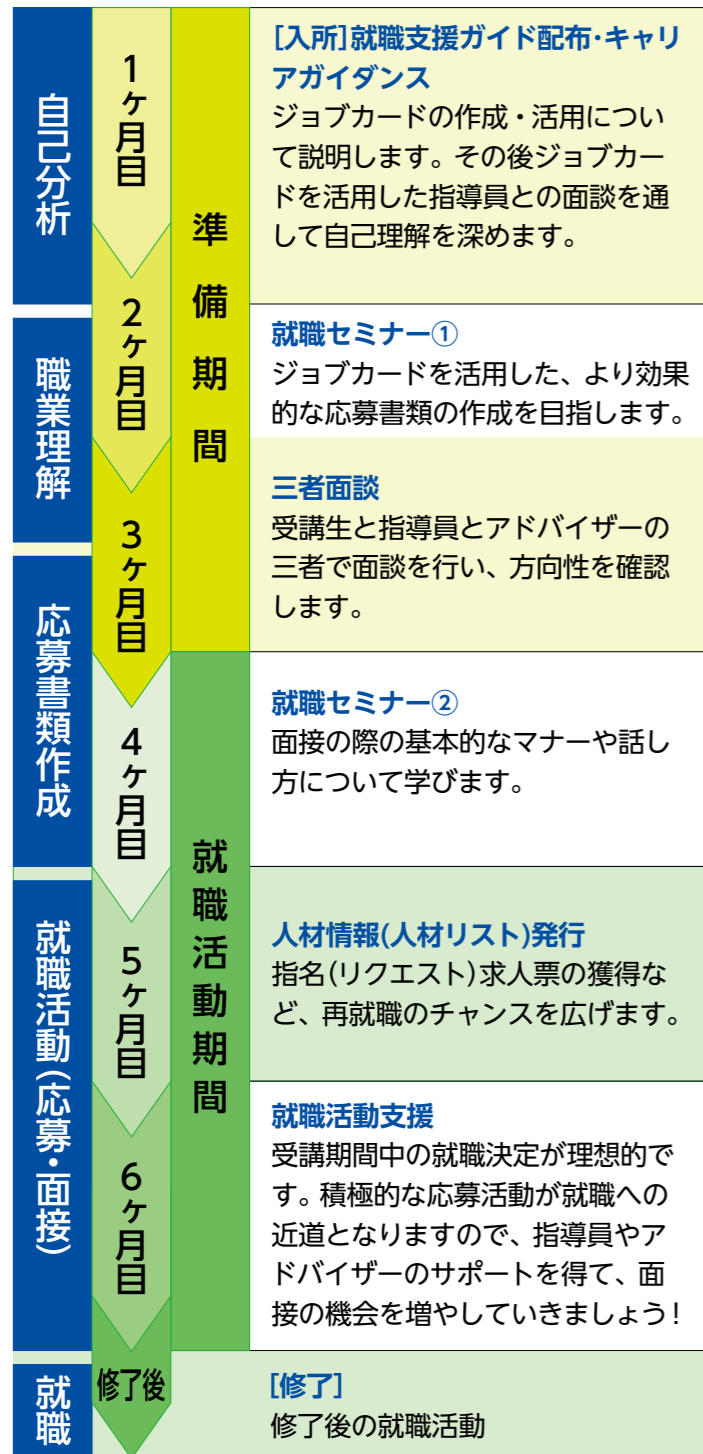 自己分析
職業理解
応募書類作成
就職活動(応募・面接)
就職
1ヶ月目
2ヶ月目
3ヶ月目
4ヶ月目
5ヶ月目
6ヶ月目
修了後
準備期間
就職活動期間
[入所]就職支援ガイド配布・キャリ
アガイダンス
ジョブカードの作成・活用につい
て説明します。その後ジョブカー
ドを活用した指導員との面談を通
して自己理解を深めます。
就職セミナー①
ジョブカードを活用した、より効果
的な応募書類の作成を目指します。
三者面談
受講生と指導員とアドバイザーの
三者で面談を行い、方向性を確認
します。
就職セミナー②
面接の際の基本的なマナーや話し
方について学びます。
人材情報(人材リスト)発行
指名(リクエスト)求人票の獲得な
ど、再就職のチャンスを広げます。
就職活動支援
受講期間中の就職決定が理想的で
す。積極的な応募活動が就職への
近道となりますので、指導員やア
ドバイザーのサポートを得て、面
接の機会を増やしていきましょう!
[修了]
修了後の就職活動